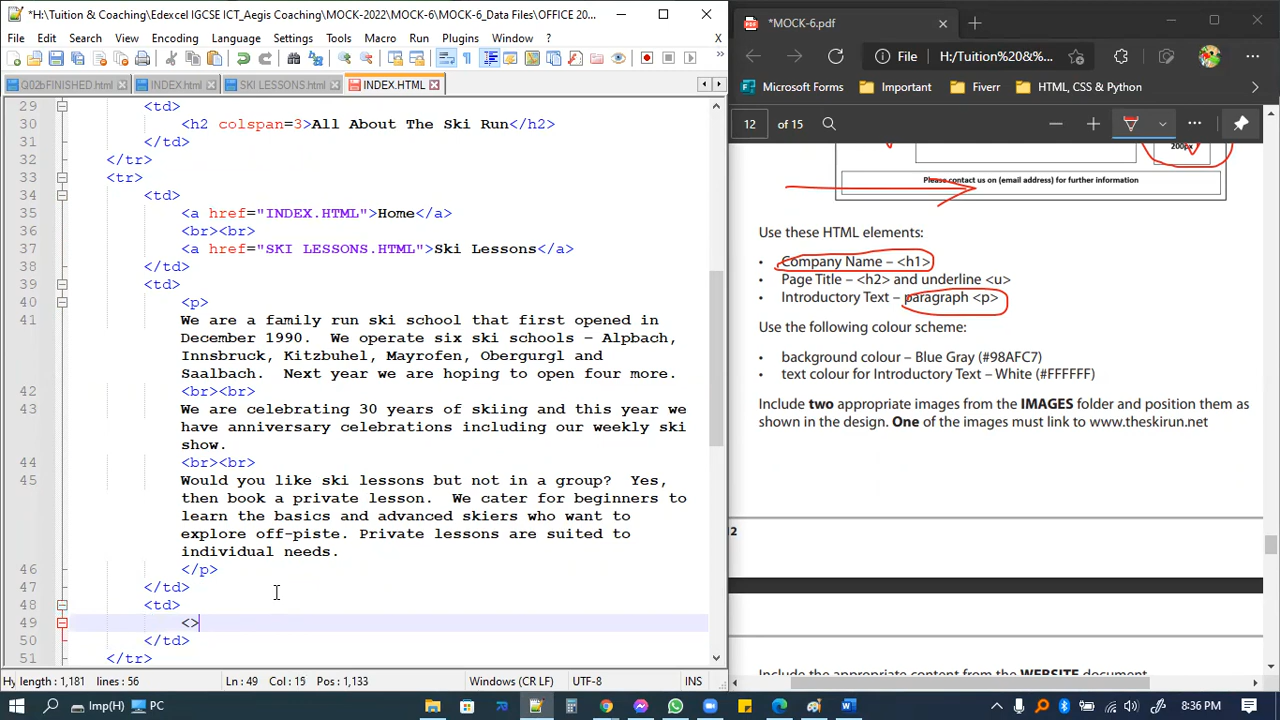 *H:\Tuition & Coaching\Edexcel IGCSE ICT_Aegis Coaching\MOCK-2022\MOCK-6\MOCK-6_Data Files\OFFICE 20...
File Edit Search View Encoding Language Settings Tools Macro Run Plugins Window ? X
Q02bFINISHED.html INDEX.html SKI LESSONS.html INDEX.HTML
29 <td>
30 <h2 colspan=3>All About The Ski Run</h2>
31 </td>
32 </tr>
33 <tr>
34 <td>
35 <a href="INDEX.HTML">Home</a>
36 <br><br>
37 <a href="SKI LESSONS.HTML">Ski Lessons</a>
38 </td>
39 <td>
40 <p>
41 We are a family run ski school that first opened in
December 1990. We operate six ski schools – Alpbach,
Innsbruck, Kitzbuhel, Mayrofen, Obergurgl and
Saalbach. Next year we are hoping to open four more.
42 <br><br>
43 We are celebrating 30 years of skiing and this year we
have anniversary celebrations including our weekly ski
show.
44 <br><br>
45 Would you like ski lessons but not in a group? Yes,
then book a private lesson. We cater for beginners to
learn the basics and advanced skiers who want to
explore off-piste. Private lessons are suited to
individual needs.
46 </p>
47 </td>
48 <td>
49 <>
50 </td>
51 </tr>
Hy length : 1,181 lines : 56 Ln : 49 Col : 15 Pos : 1,133 Windows (CR LF) UTF-8 INS
*MOCK-6.pdf
File H:/Tuition%20&%...
Microsoft Forms Important Fiverr HTML, CSS & Python
12 of 15
200px
Please contact us on (email address) for further information
Use these HTML elements:
• Company Name – <h1>
• Page Title – <h2> and underline <u>
• Introductory Text – paragraph <p>
Use the following colour scheme:
• background colour – Blue Gray (#98AFC7)
• text colour for Introductory Text – White (#FFFFFF)
Include two appropriate images from the IMAGES folder and position them as
shown in the design. One of the images must link to www.theskirun.net
12
Include the appropriate content from the WEBSITE document
Imp(H) PC
8:36 PM